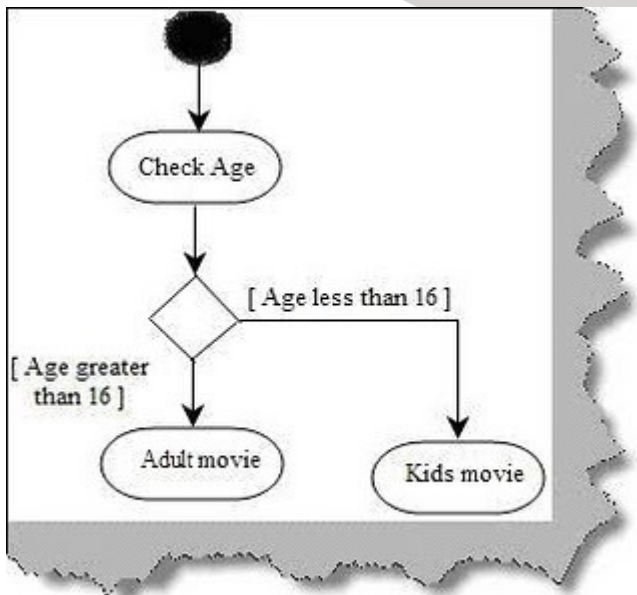 Check Age
[ Age less than 16 ]
[ Age greater
than 16 ]
Adult movie
Kids movie